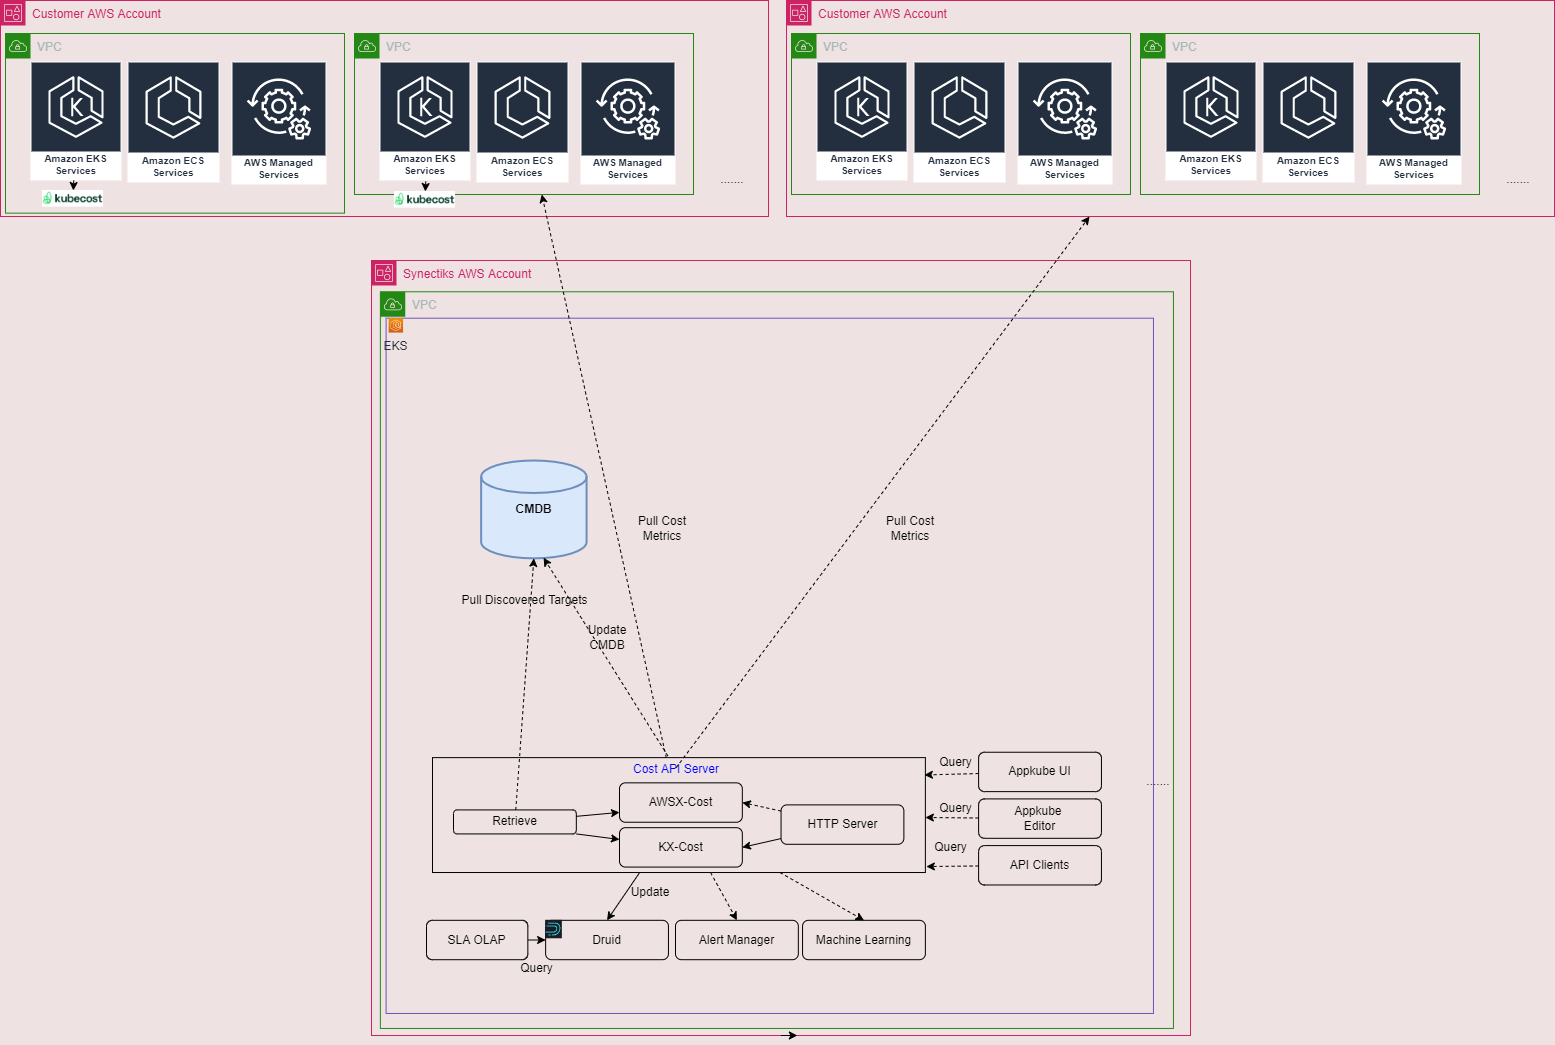 Customer AWS Account
Customer AWS Account
VPC
VPC
VPC
VPC
Amazon EKS
Services
Amazon ECS
Services
AWS Managed
Services
Amazon EKS
Services
Amazon ECS
Services
AWS Managed
Services
Amazon EKS
Services
Amazon ECS
Services
AWS Managed
Services
Amazon EKS
Services
Amazon ECS
Services
AWS Managed
Services
........
........
kubecost
kubecost
Synectiks AWS Account
VPC
EKS
CMDB
Pull Cost
Metrics
Pull Cost
Metrics
Pull Discovered Targets
Update
CMDB
Cost API Server
AWSX-Cost
Retrieve
HTTP Server
KX-Cost
Query
Appkube UI
Query
Appkube
Editor
Query
API Clients
........
Update
SLA OLAP
Druid
Alert Manager
Machine Learning
Query